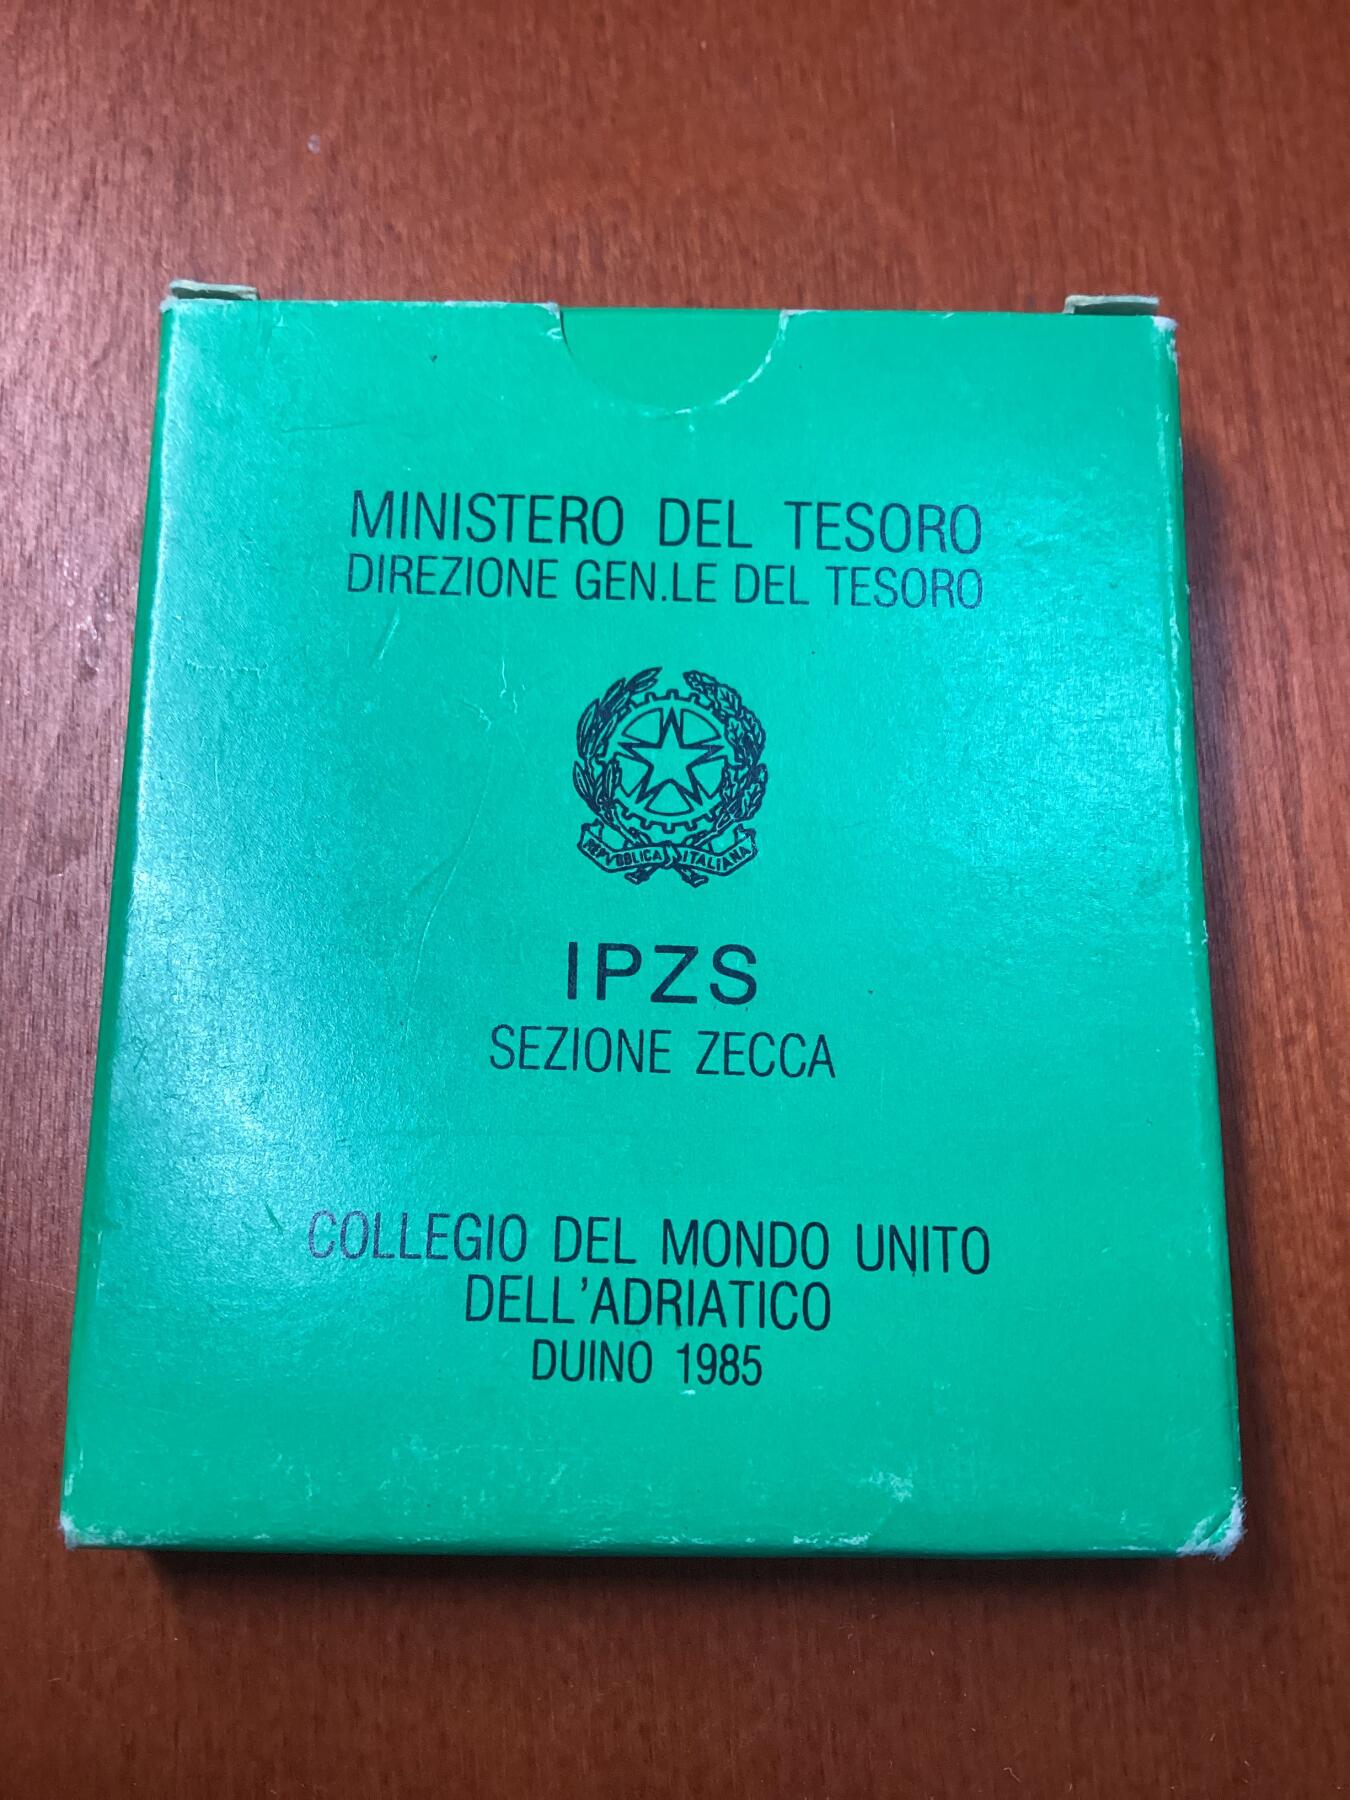 MINISTERO DEL TESORO
DIREZIONE GEN.LE DEL TESORO
REPVBBLICA ITALIANA
IPZS
SEZIONE ZECCA
COLLEGIO DEL MONDO UNITO
DELL'ADRIATICO
DUINO 1985